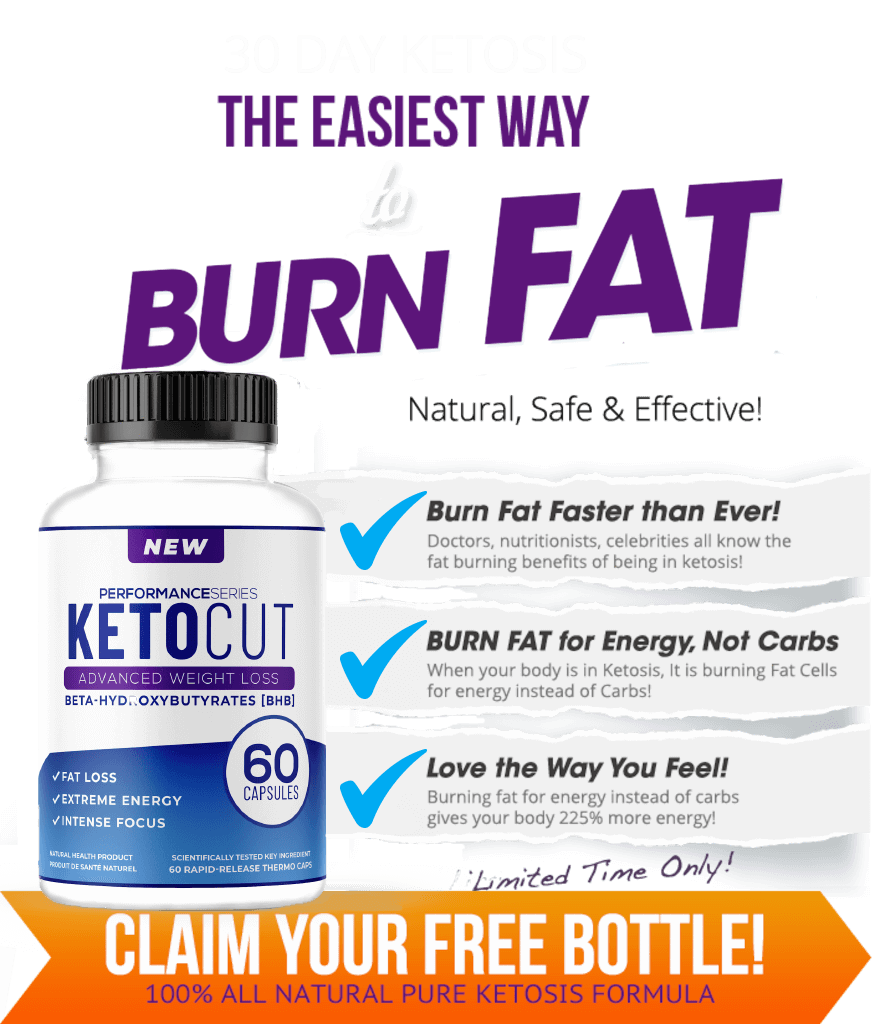 30 DAY KETOSIS
THE EASIEST WAY
to
BURN FAT
Natural, Safe & Effective!
Burn Fat Faster than Ever!
Doctors, nutritionists, celebrities all know the
fat burning benefits of being in ketosis!
BURN FAT for Energy, Not Carbs
When your body is in Ketosis, It is burning Fat Cells
for energy instead of Carbs!
Love the Way You Feel!
Burning fat for energy instead of carbs
gives your body 225% more energy!
Limited Time Only!
NEW
PERFORMANCESERIES
KETOCUT
ADVANCED WEIGHT LOSS
BETA-HYDROXYBUTYRATES [BHB]
60
CAPSULES
✓FAT LOSS
✓EXTREME ENERGY
✓INTENSE FOCUS
NATURAL HEALTH PRODUCT
PRODUIT DE SANTÉ NATUREL
SCIENTIFICALLY TESTED KEY INGREDIENT
60 RAPID-RELEASE THERMO CAPS
CLAIM YOUR FREE BOTTLE!
100% ALL NATURAL PURE KETOSIS FORMULA